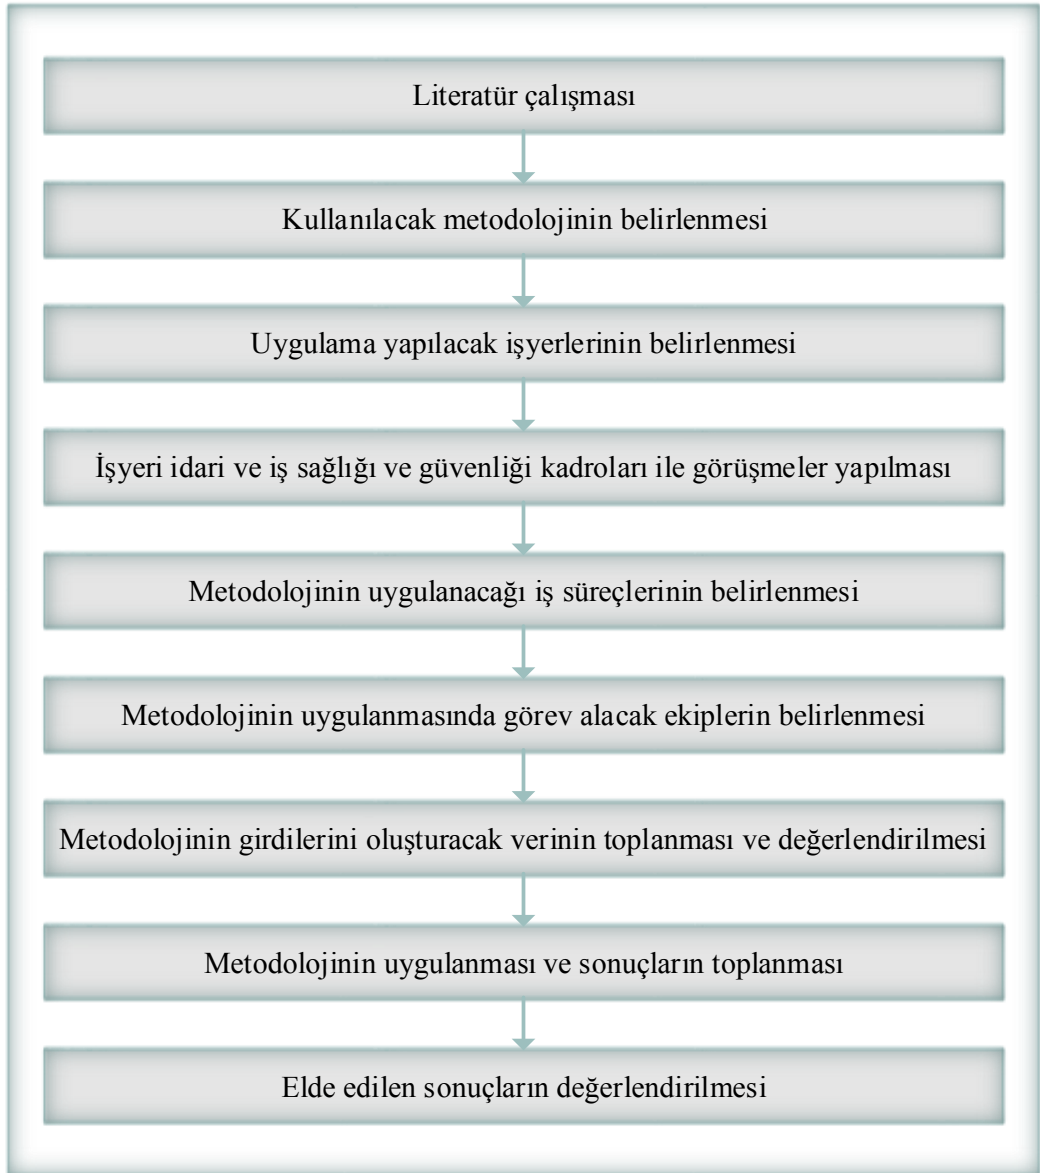 Literatür çalışması
Kullanılacak metodolojinin belirlenmesi
Uygulama yapılacak işyerlerinin belirlenmesi
İşyeri idari ve iş sağlığı ve güvenliği kadroları ile görüşmeler yapılması
Metodolojinin uygulanacağı iş süreçlerinin belirlenmesi
Metodolojinin uygulanmasında görev alacak ekiplerin belirlenmesi
Metodolojinin girdilerini oluşturacak verinin toplanması ve değerlendirilmesi
Metodolojinin uygulanması ve sonuçların toplanması
Elde edilen sonuçların değerlendirilmesi